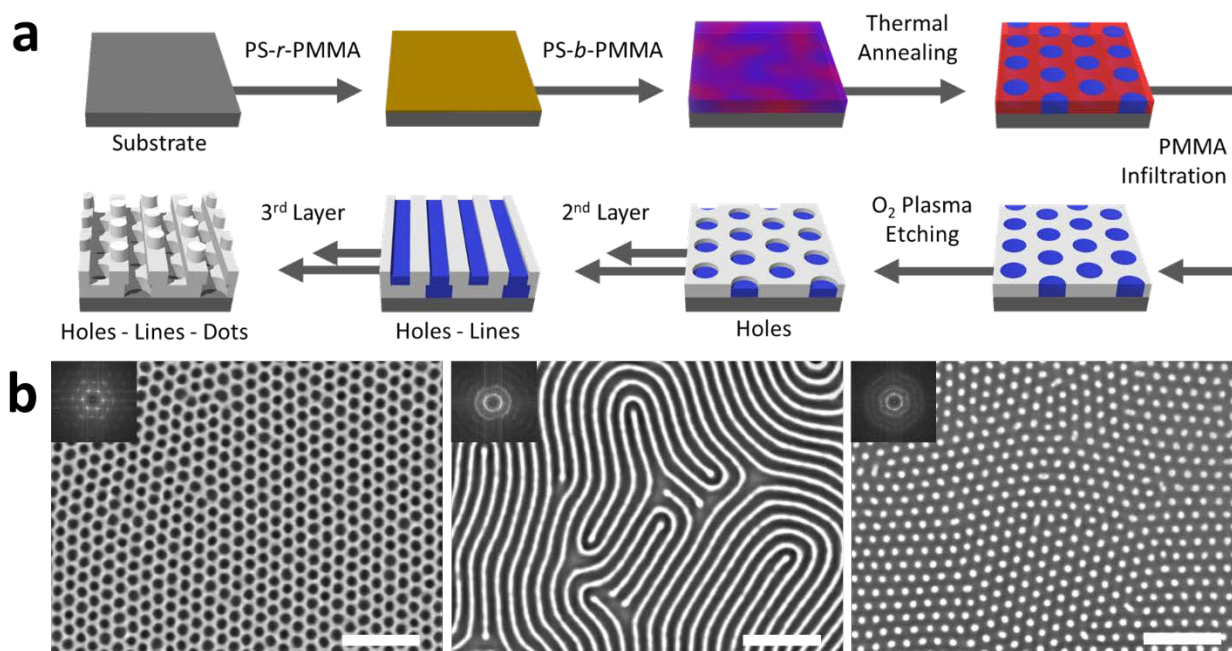 a
PS-r-PMMA
PS-b-PMMA
Thermal
Annealing
Substrate
PMMA
Infiltration
3rd Layer
2nd Layer
O2 Plasma
Etching
Holes - Lines - Dots
Holes - Lines
Holes
b